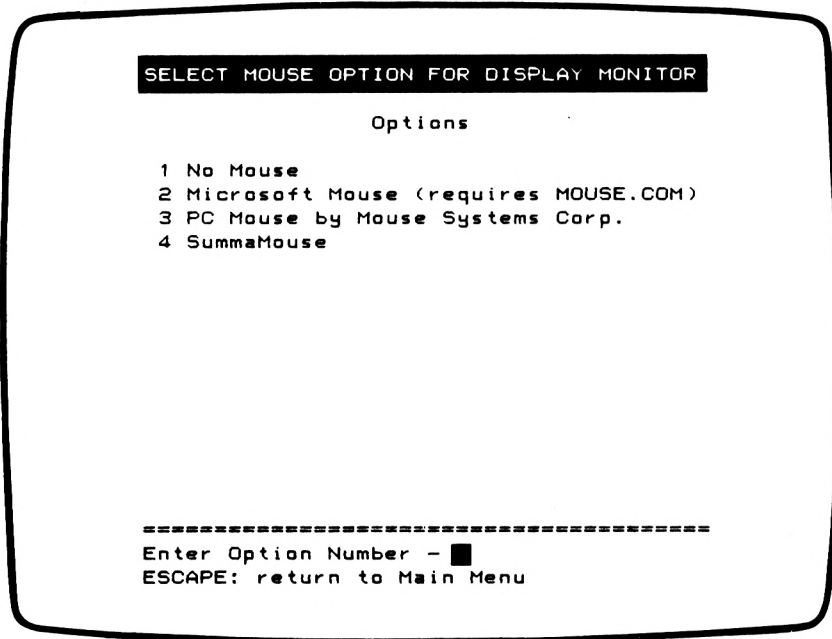 SELECT MOUSE OPTION FOR DISPLAY MONITOR
Options
1 No Mouse
2 Microsoft Mouse (requires MOUSE.COM)
3 PC Mouse by Mouse Systems Corp.
4 SummaMouse
========================================
Enter Option Number -
ESCAPE: return to Main Menu